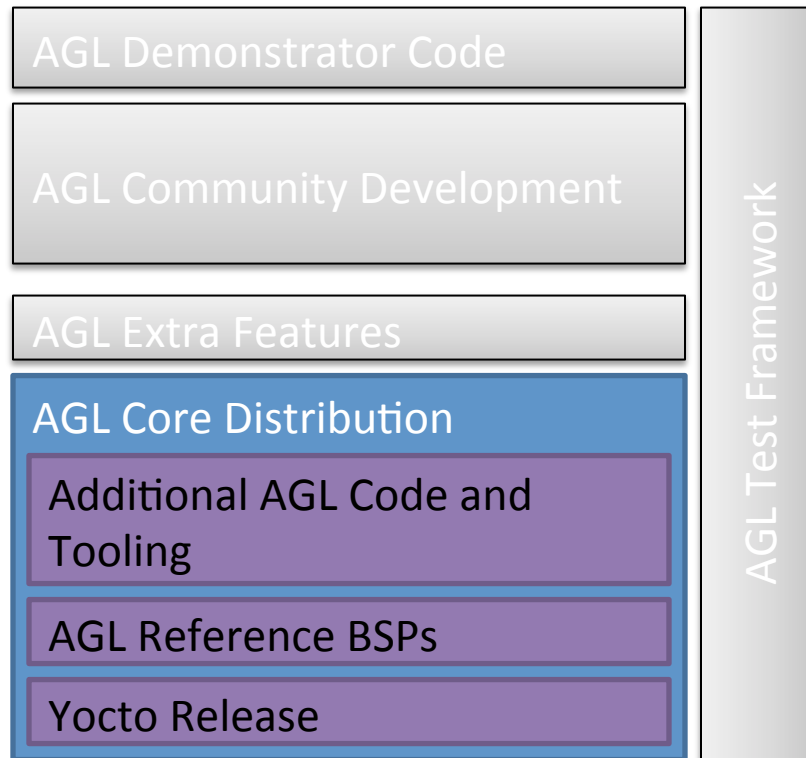 AGL Demonstrator Code
AGL Community Development
AGL Extra Features
AGL Core Distribution
Additional AGL Code and
Tooling
AGL Reference BSPs
Yocto Release
AGL Test Framework